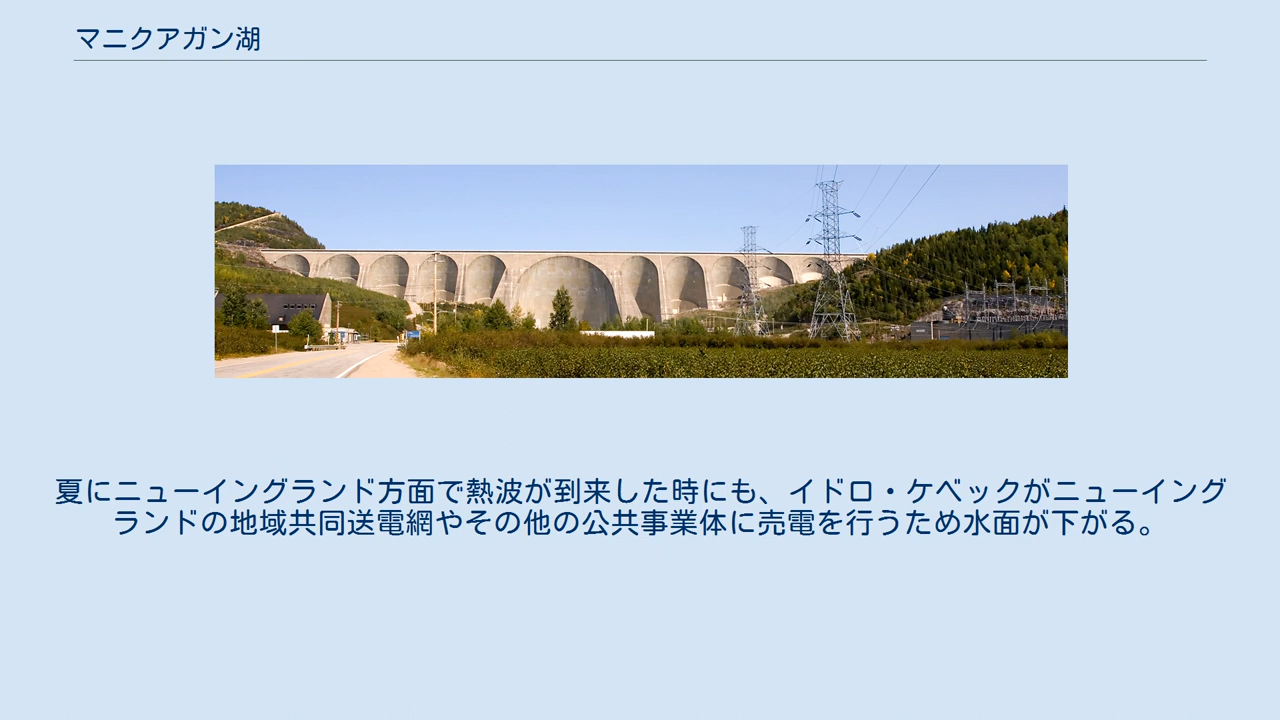 マニクアガン湖
夏にニューイングランド方面で熱波が到来した時にも、イドロ・ケベックがニューイング
ランドの地域共同送電網やその他の公共事業体に売電を行うため水面が下がる。